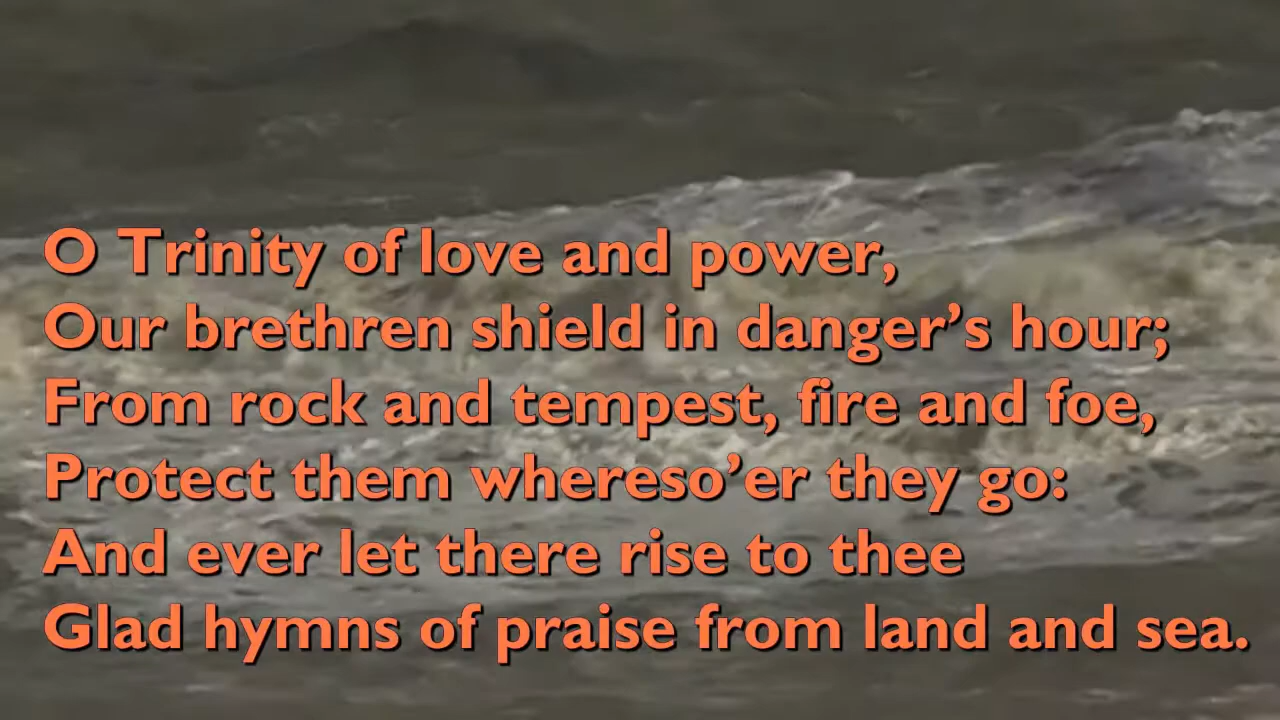 O Trinity of love and power,
Our brethren shield in danger’s hour;
From rock and tempest, fire and foe,
Protect them whereso’er they go:
And ever let there rise to thee
Glad hymns of praise from land and sea.